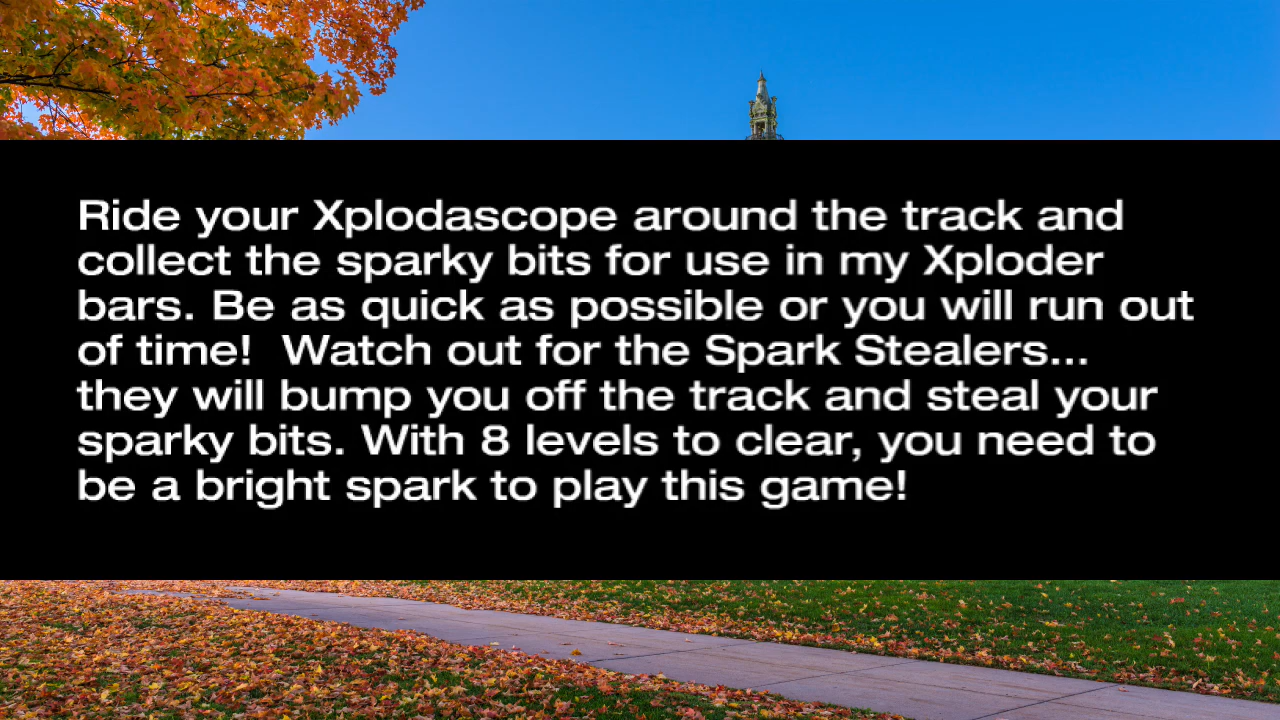 Ride your Xplodascope around the track and
collect the sparky bits for use in my Xploder
bars. Be as quick as possible or you will run out
of time!  Watch out for the Spark Stealers...
they will bump you off the track and steal your
sparky bits. With 8 levels to clear, you need to
be a bright spark to play this game!